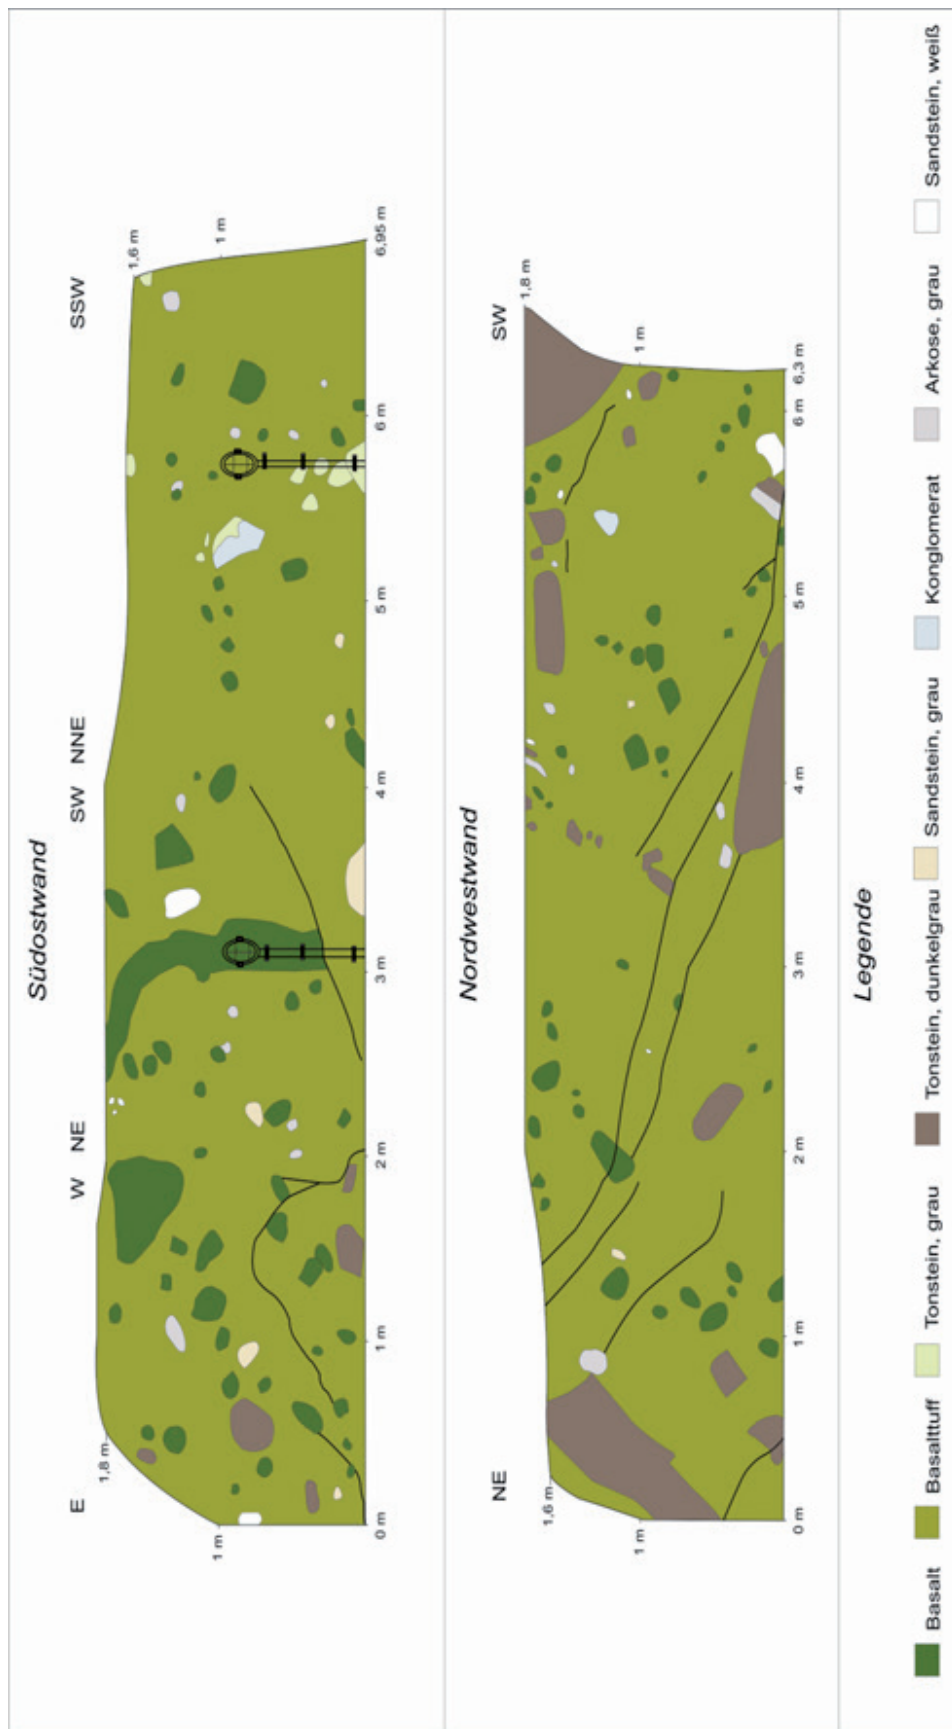 Südostwand
E
W
NE
SW
NNE
SSW
1,8 m
1,6 m
1 m
1 m
0 m
1 m
2 m
3 m
4 m
5 m
6 m
6,95 m
Nordwestwand
NE
SW
1,6 m
1,8 m
1 m
1 m
0 m
1 m
2 m
3 m
4 m
5 m
6 m
6,3 m
Legende
Basalt
Basalttuff
Tonstein, grau
Tonstein, dunkelgrau
Sandstein, grau
Konglomerat
Arkose, grau
Sandstein, weiß